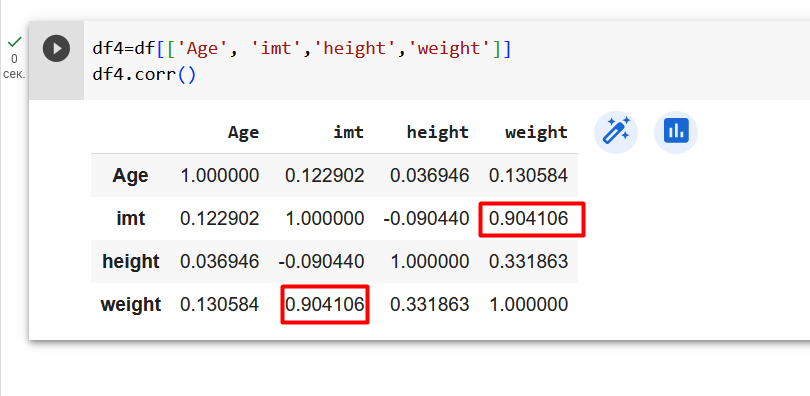 df4=df[['Age', 'imt','height','weight']]
df4.corr()
0
сек.
Age imt height weight
Age 1.000000 0.122902 0.036946 0.130584
imt 0.122902 1.000000 -0.090440 0.904106
height 0.036946 -0.090440 1.000000 0.331863
weight 0.130584 0.904106 0.331863 1.000000